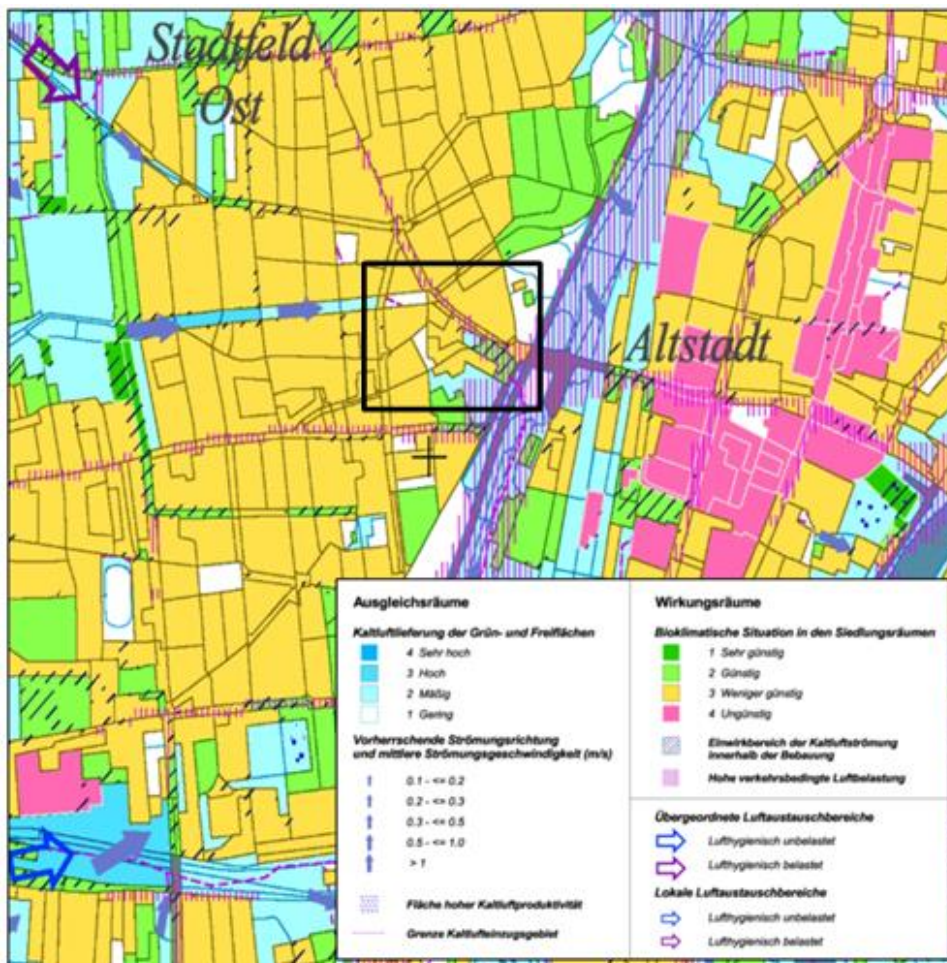 Stadtfeld
Ost
Altstadt
Ausgleichsräume
Kaltluftlieferung der Grün- und Freiflächen
4 Sehr hoch
3 Hoch
2 Mäßig
1 Gering
Vorherrschende Strömungsrichtung
und mittlere Strömungsgeschwindigkeit (m/s)
0.1 - <= 0.2
0.2 - <= 0.3
0.3 - <= 0.5
0.5 - <= 1.0
> 1
Fläche hoher Kaltluftproduktivität
Grenze Kaltlufteinzugsgebiet
Wirkungsräume
Bioklimatische Situation in den Siedlungsräumen
1 Sehr günstig
2 Günstig
3 Weniger günstig
4 Ungünstig
Einwirkbereich der Kaltluftströmung
innerhalb der Bebauung
Hohe verkehrsbedingte Luftbelastung
Übergeordnete Luftaustauschbereiche
Lufthygienisch unbelastet
Lufthygienisch belastet
Lokale Luftaustauschbereiche
Lufthygienisch unbelastet
Lufthygienisch belastet